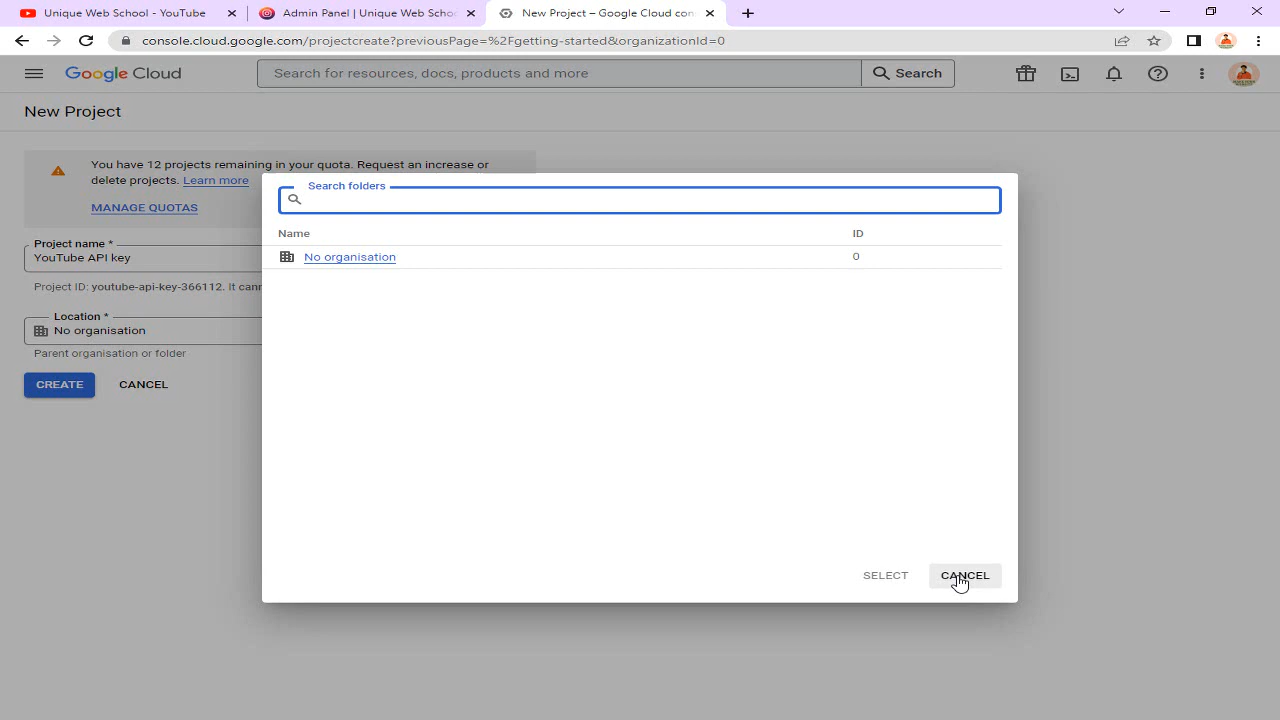 Unique Web School - YouTube
Admin Panel | Unique Web Schoo
New Project – Google Cloud con
console.cloud.google.com/projectcreate?previousPage=%2Fgetting-started&organizationId=0
Google Cloud
Search for resources, docs, products and more
Search
New Project
You have 12 projects remaining in your quota. Request an increase or
delete projects. Learn more
MANAGE QUOTAS
Project name *
YouTube API key
Project ID: youtube-api-key-366112. It cann
Location *
No organisation
Parent organisation or folder
CREATE
CANCEL
Search folders
Name
ID
No organisation
0
SELECT
CANCEL